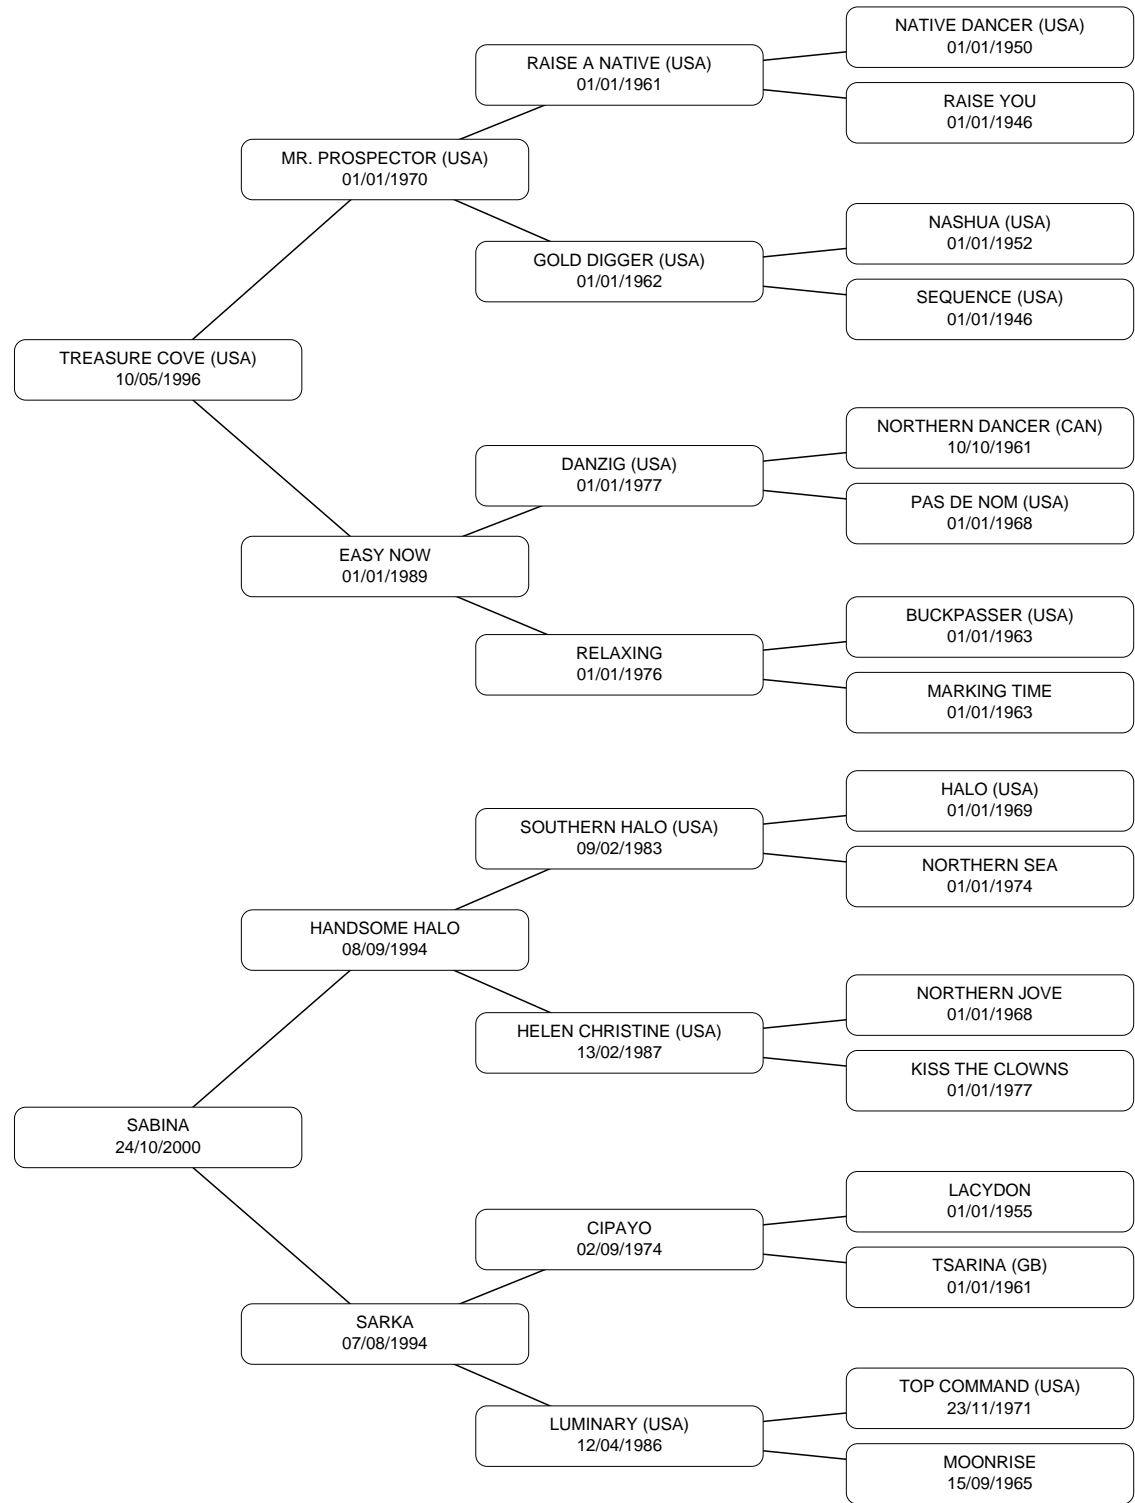 NATIVE DANCER (USA)
01/01/1950
RAISE A NATIVE (USA)
01/01/1961
RAISE YOU
01/01/1946
MR. PROSPECTOR (USA)
01/01/1970
NASHUA (USA)
01/01/1952
GOLD DIGGER (USA)
01/01/1962
SEQUENCE (USA)
01/01/1946
TREASURE COVE (USA)
10/05/1996
NORTHERN DANCER (CAN)
10/10/1961
DANZIG (USA)
01/01/1977
PAS DE NOM (USA)
01/01/1968
EASY NOW
01/01/1989
BUCKPASSER (USA)
01/01/1963
RELAXING
01/01/1976
MARKING TIME
01/01/1963
HALO (USA)
01/01/1969
SOUTHERN HALO (USA)
09/02/1983
NORTHERN SEA
01/01/1974
HANDSOME HALO
08/09/1994
NORTHERN JOVE
01/01/1968
HELEN CHRISTINE (USA)
13/02/1987
KISS THE CLOWNS
01/01/1977
SABINA
24/10/2000
LACYDON
01/01/1955
CIPAYO
02/09/1974
TSARINA (GB)
01/01/1961
SARKA
07/08/1994
TOP COMMAND (USA)
23/11/1971
LUMINARY (USA)
12/04/1986
MOONRISE
15/09/1965